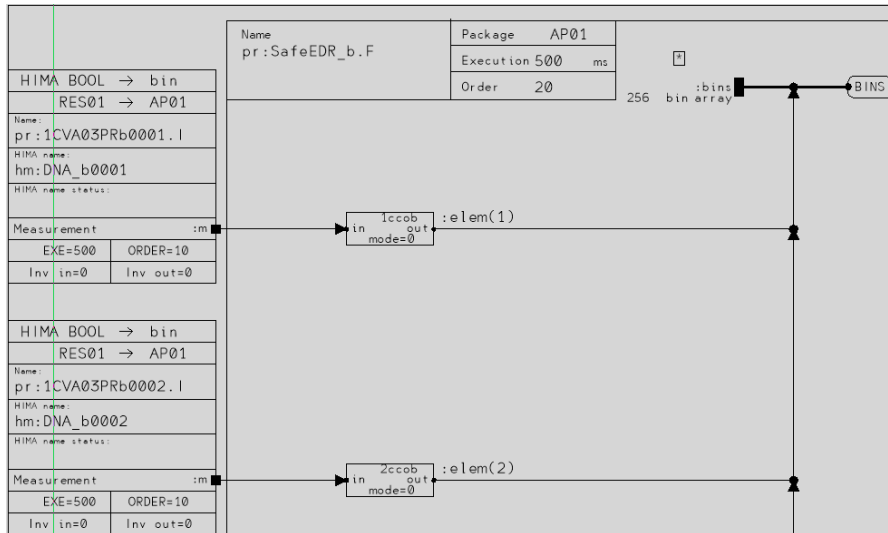 Name
pr:SafeEDR_b.F
Package AP01
Execution 500 ms
Order 20
*
:bins
256 bin array
BINS
HIMA BOOL → bin
RES01 → AP01
Name:
pr:1CVA03PRb0001.I
HIMA name:
hm:DNA_b0001
HIMA name status:
Measurement :m
EXE=500 ORDER=10
Inv in=0 Inv out=0
1ccob
in out
mode=0
:elem(1)
HIMA BOOL → bin
RES01 → AP01
Name:
pr:1CVA03PRb0002.I
HIMA name:
hm:DNA_b0002
HIMA name status:
Measurement :m
EXE=500 ORDER=10
Inv in=0 Inv out=0
2ccob
in out
mode=0
:elem(2)